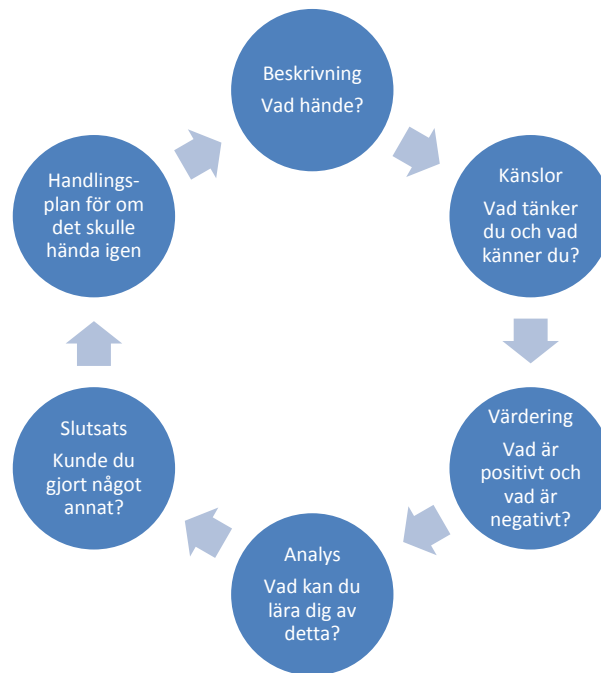 Beskrivning
Vad hände?
Känslor
Vad tänker
du och vad
känner du?
Värdering
Vad är
positivt och
vad är
negativt?
Analys
Vad kan du
lära dig av
detta?
Slutsats
Kunde du
gjort något
annat?
Handlings-
plan för om
det skulle
hända igen